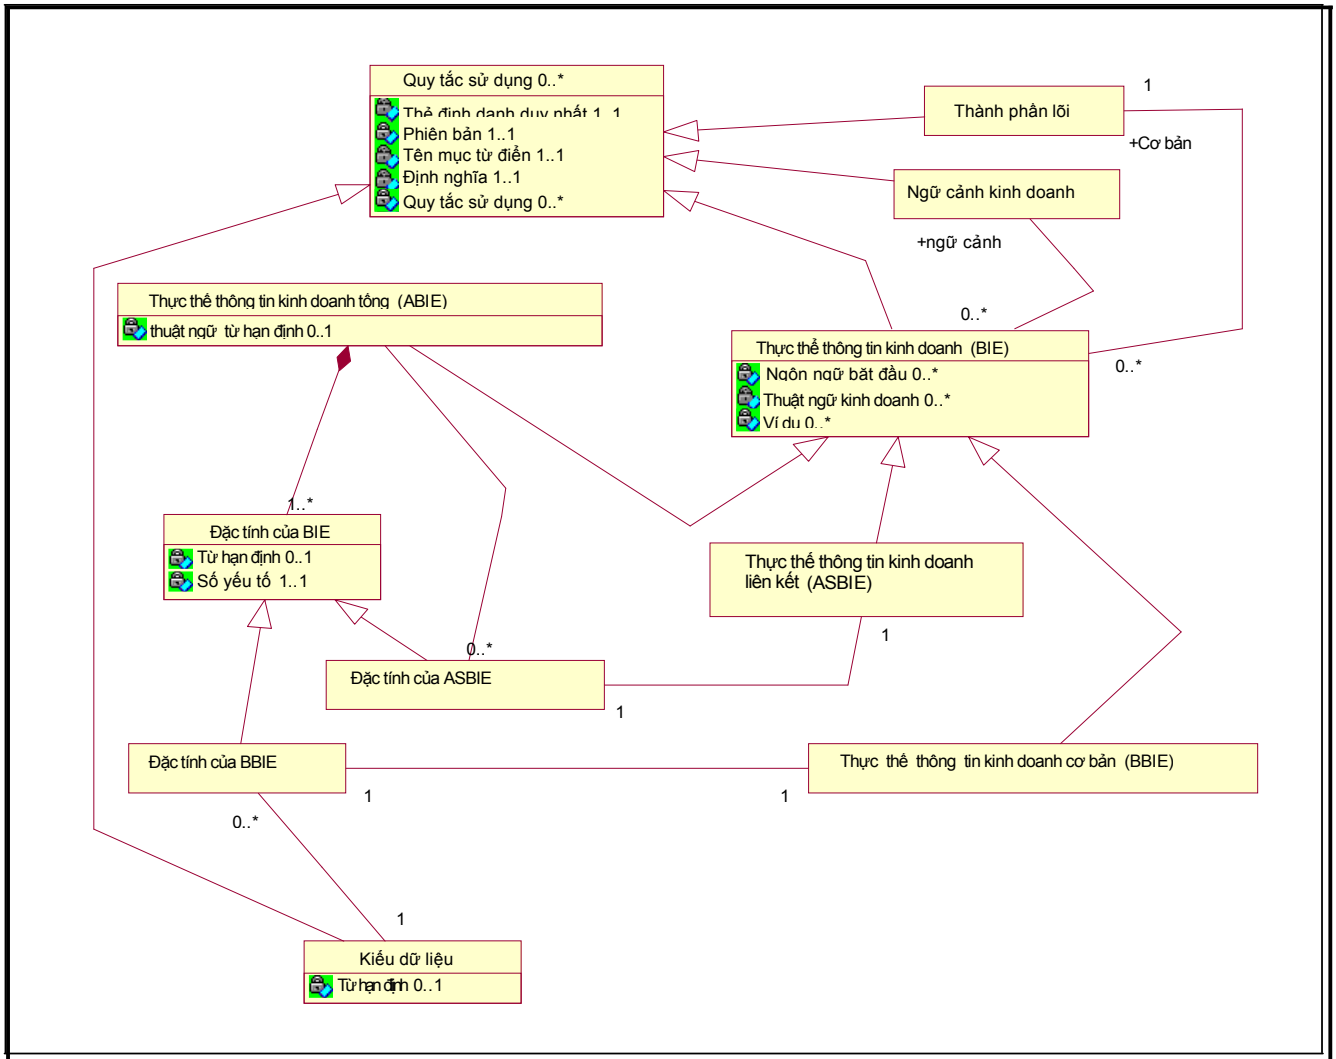 Quy tắc sử dụng 0..*
Thẻ định danh duy nhất 1..1
Phiên bản 1..1
Tên mục từ điển 1..1
Định nghĩa 1..1
Quy tắc sử dụng 0..*
1
Thành phần lõi
+Cơ bản
Ngữ cảnh kinh doanh
+ngữ cảnh
0..*
0..*
Thực thể thông tin kinh doanh tổng (ABIE)
thuật ngữ từ hạn định 0..1
Thực thể thông tin kinh doanh (BIE)
Ngôn ngữ bắt đầu 0..*
Thuật ngữ kinh doanh 0..*
Ví dụ 0..*
1..*
Đặc tính của BIE
Từ hạn định 0..1
Số yếu tố 1..1
Thực thể thông tin kinh doanh
liên kết (ASBIE)
1
0..*
Đặc tính của ASBIE
1
Đặc tính của BBIE
1
1
Thực thể thông tin kinh doanh cơ bản (BBIE)
0..*
1
Kiểu dữ liệu
Từ hạn định 0..1